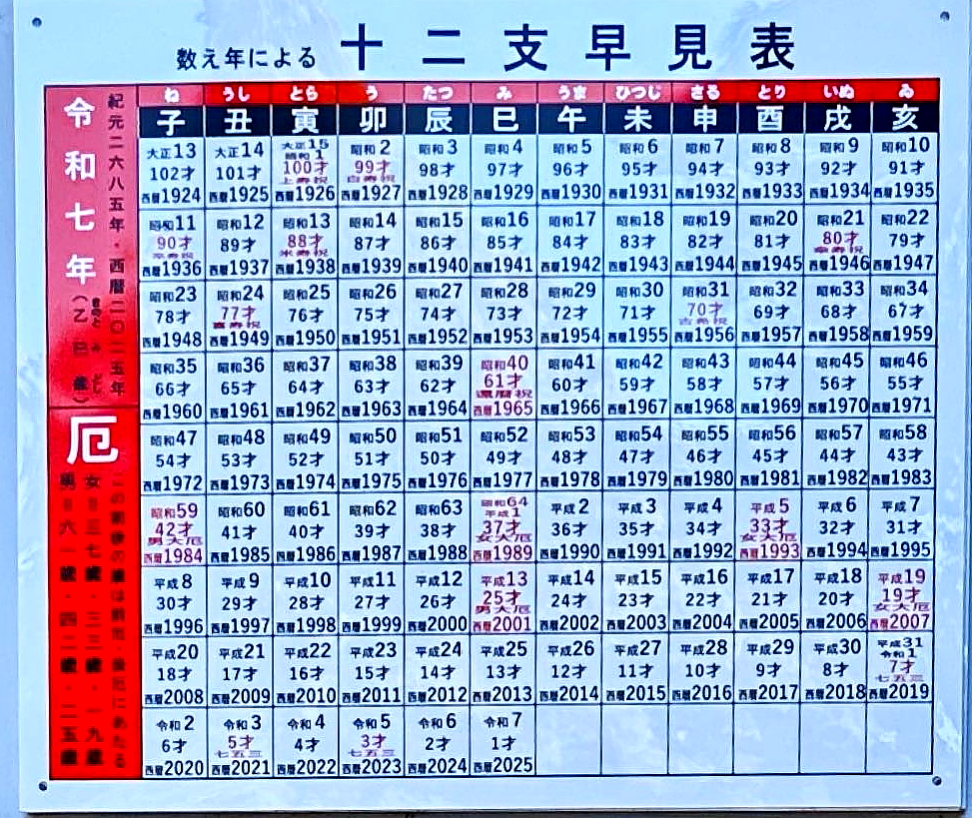 数え年による 十二支早見表
令和七年(乙巳歳)
きのと み どし
紀元二六八五年・西暦二〇二五年
厄
男=六一歳・四二歳・二五歳
女=三七歳・三三歳・一九歳
この前後の歳は前厄・後厄にあたる
ね うし とら う たつ み うま ひつじ さる とり いぬ ゐ
子 丑 寅 卯 辰 巳 午 未 申 酉 戌 亥
大正13 大正14 大正15 昭和2 昭和3 昭和4 昭和5 昭和6 昭和7 昭和8 昭和9 昭和10
昭和1
102才 101才 100才 99才 98才 97才 96才 95才 94才 93才 92才 91才
上寿祝 白寿祝
西暦1924 西暦1925 西暦1926 西暦1927 西暦1928 西暦1929 西暦1930 西暦1931 西暦1932 西暦1933 西暦1934 西暦1935
昭和11 昭和12 昭和13 昭和14 昭和15 昭和16 昭和17 昭和18 昭和19 昭和20 昭和21 昭和22
90才 89才 88才 87才 86才 85才 84才 83才 82才 81才 80才 79才
卒寿祝 米寿祝 傘寿祝
西暦1936 西暦1937 西暦1938 西暦1939 西暦1940 西暦1941 西暦1942 西暦1943 西暦1944 西暦1945 西暦1946 西暦1947
昭和23 昭和24 昭和25 昭和26 昭和27 昭和28 昭和29 昭和30 昭和31 昭和32 昭和33 昭和34
78才 77才 76才 75才 74才 73才 72才 71才 70才 69才 68才 67才
喜寿祝 古希祝
西暦1948 西暦1949 西暦1950 西暦1951 西暦1952 西暦1953 西暦1954 西暦1955 西暦1956 西暦1957 西暦1958 西暦1959
昭和35 昭和36 昭和37 昭和38 昭和39 昭和40 昭和41 昭和42 昭和43 昭和44 昭和45 昭和46
66才 65才 64才 63才 62才 61才 60才 59才 58才 57才 56才 55才
還暦祝
西暦1960 西暦1961 西暦1962 西暦1963 西暦1964 西暦1965 西暦1966 西暦1967 西暦1968 西暦1969 西暦1970 西暦1971
昭和47 昭和48 昭和49 昭和50 昭和51 昭和52 昭和53 昭和54 昭和55 昭和56 昭和57 昭和58
54才 53才 52才 51才 50才 49才 48才 47才 46才 45才 44才 43才
西暦1972 西暦1973 西暦1974 西暦1975 西暦1976 西暦1977 西暦1978 西暦1979 西暦1980 西暦1981 西暦1982 西暦1983
昭和59 昭和60 昭和61 昭和62 昭和63 昭和64 平成2 平成3 平成4 平成5 平成6 平成7
平成1
42才 41才 40才 39才 38才 37才 36才 35才 34才 33才 32才 31才
男大厄 女大厄 女大厄
西暦1984 西暦1985 西暦1986 西暦1987 西暦1988 西暦1989 西暦1990 西暦1991 西暦1992 西暦1993 西暦1994 西暦1995
平成8 平成9 平成10 平成11 平成12 平成13 平成14 平成15 平成16 平成17 平成18 平成19
30才 29才 28才 27才 26才 25才 24才 23才 22才 21才 20才 19才
男大厄 女大厄
西暦1996 西暦1997 西暦1998 西暦1999 西暦2000 西暦2001 西暦2002 西暦2003 西暦2004 西暦2005 西暦2006 西暦2007
平成20 平成21 平成22 平成23 平成24 平成25 平成26 平成27 平成28 平成29 平成30 平成31
令和1
18才 17才 16才 15才 14才 13才 12才 11才 10才 9才 8才 7才
七五三
西暦2008 西暦2009 西暦2010 西暦2011 西暦2012 西暦2013 西暦2014 西暦2015 西暦2016 西暦2017 西暦2018 西暦2019
令和2 令和3 令和4 令和5 令和6 令和7
6才 5才 4才 3才 2才 1才
七五三 七五三
西暦2020 西暦2021 西暦2022 西暦2023 西暦2024 西暦2025